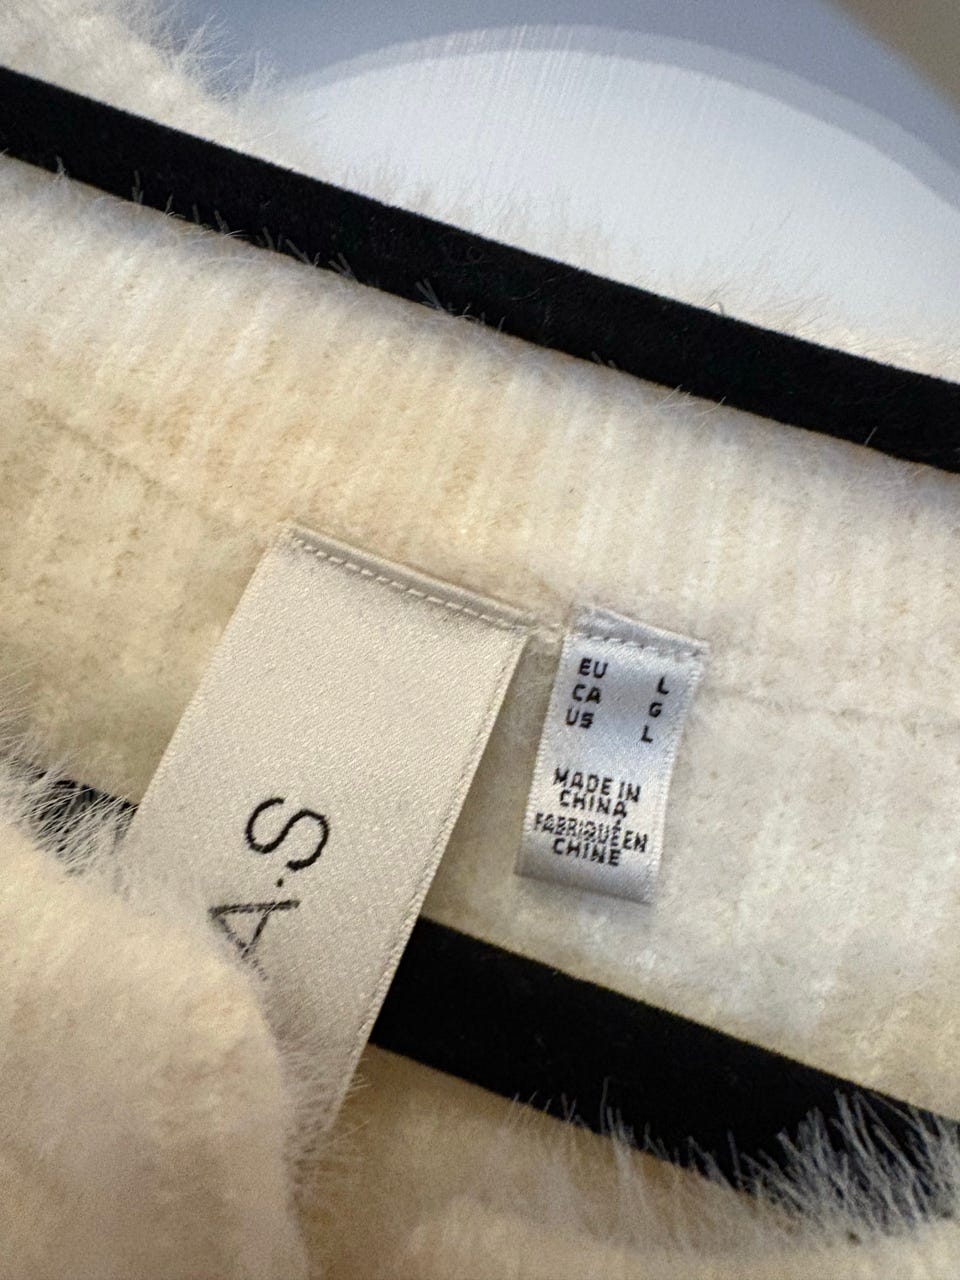 A·S
EU L
CA G
US L
MADE IN
CHINA
FABRIQUÉ EN
CHINE